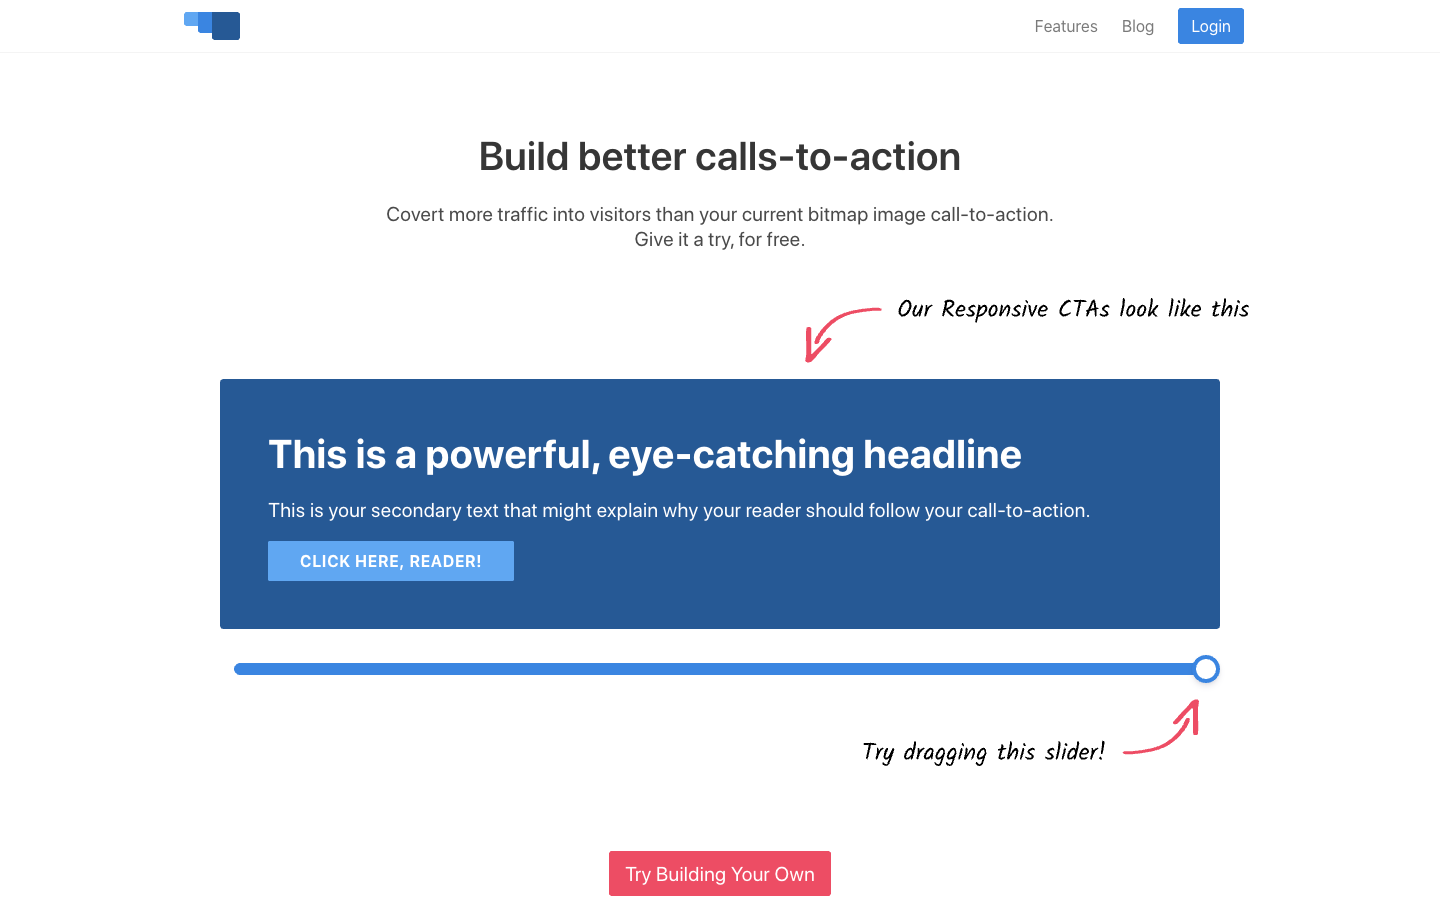 Features Blog Login
Build better calls-to-action
Covert more traffic into visitors than your current bitmap image call-to-action.
Give it a try, for free.
Our Responsive CTAs look like this
This is a powerful, eye-catching headline
This is your secondary text that might explain why your reader should follow your call-to-action.
CLICK HERE, READER!
Try dragging this slider!
Try Building Your Own